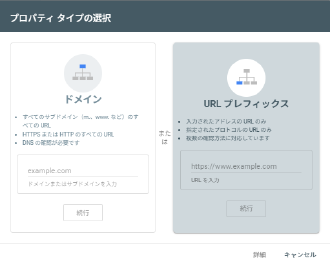 プロパティ タイプの選択
ドメイン
すべてのサブドメイン（m.、www. など）のすべての URL
HTTPS または HTTP のすべての URL
DNS の確認が必要です
example.com
ドメインまたはサブドメインを入力
続行
または
URL プレフィックス
入力されたアドレスの URL のみ
指定されたプロトコルの URL のみ
複数の確認方法に対応しています
https://www.example.com
URL を入力
続行
詳細
キャンセル